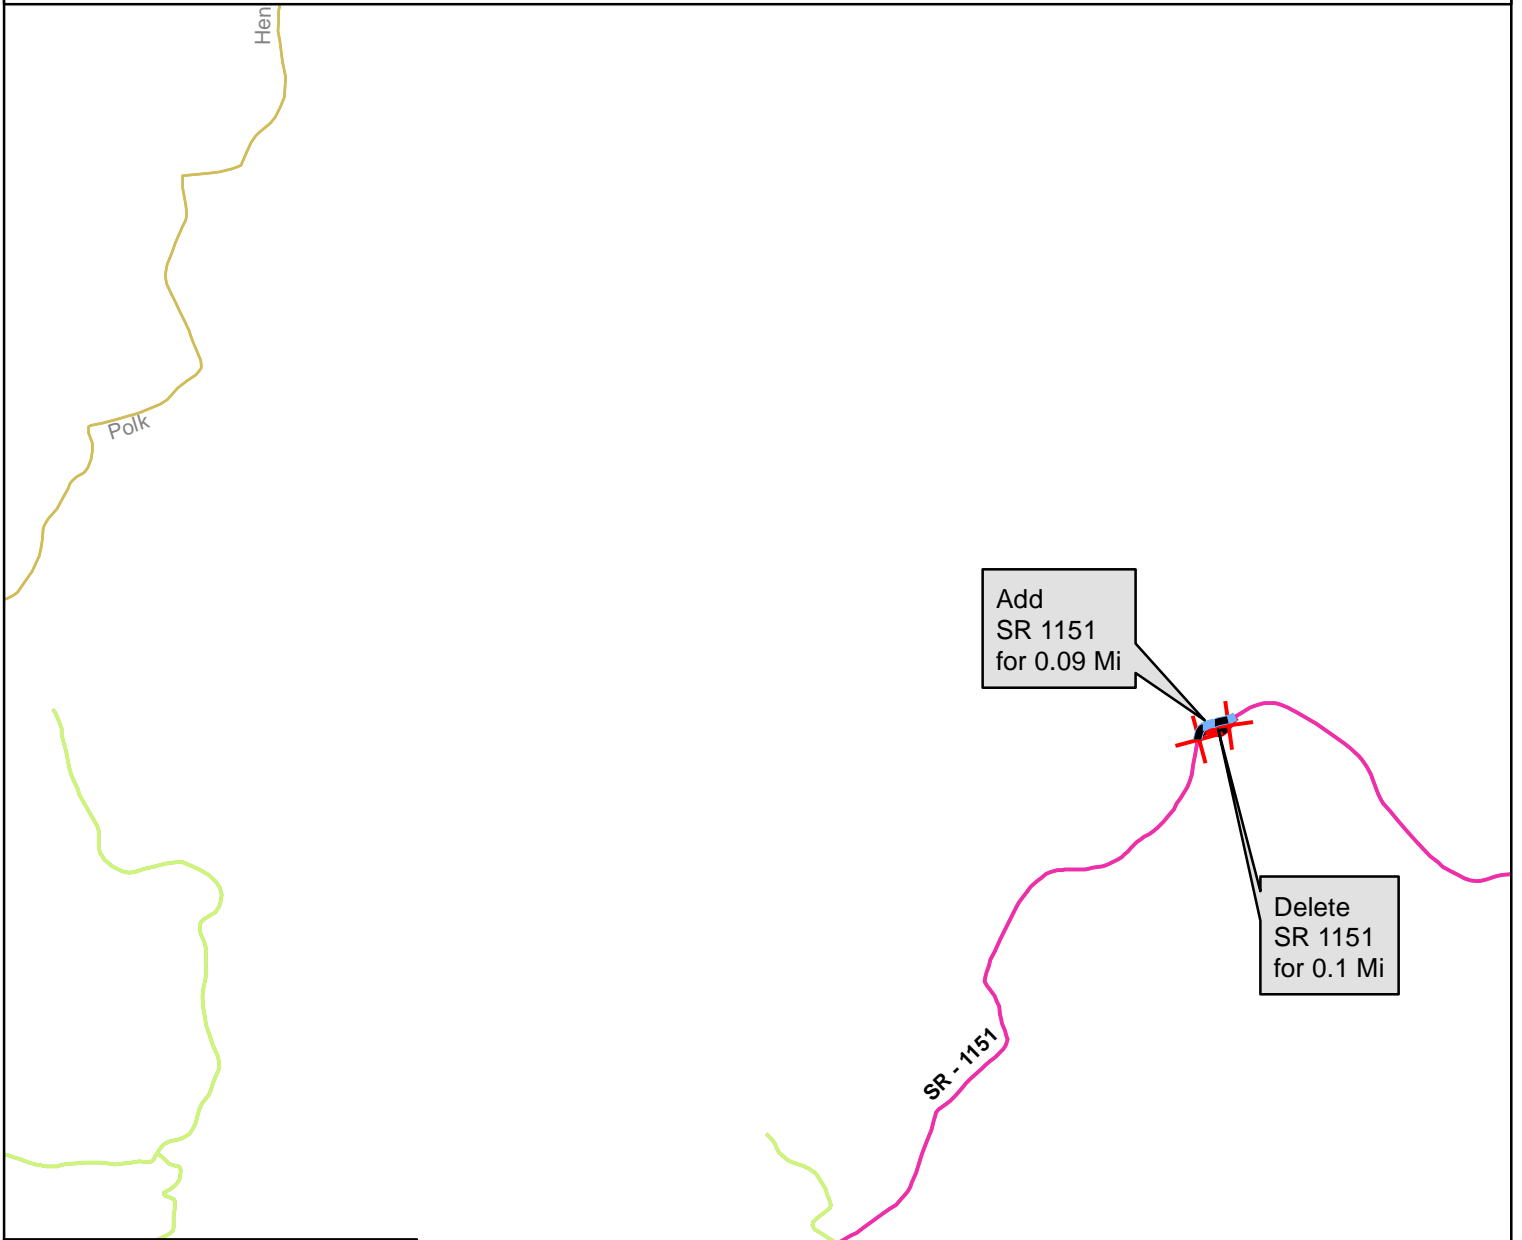 Hen
Polk
Add
SR 1151
for 0.09 Mi
Delete
SR 1151
for 0.1 Mi
SR - 1151